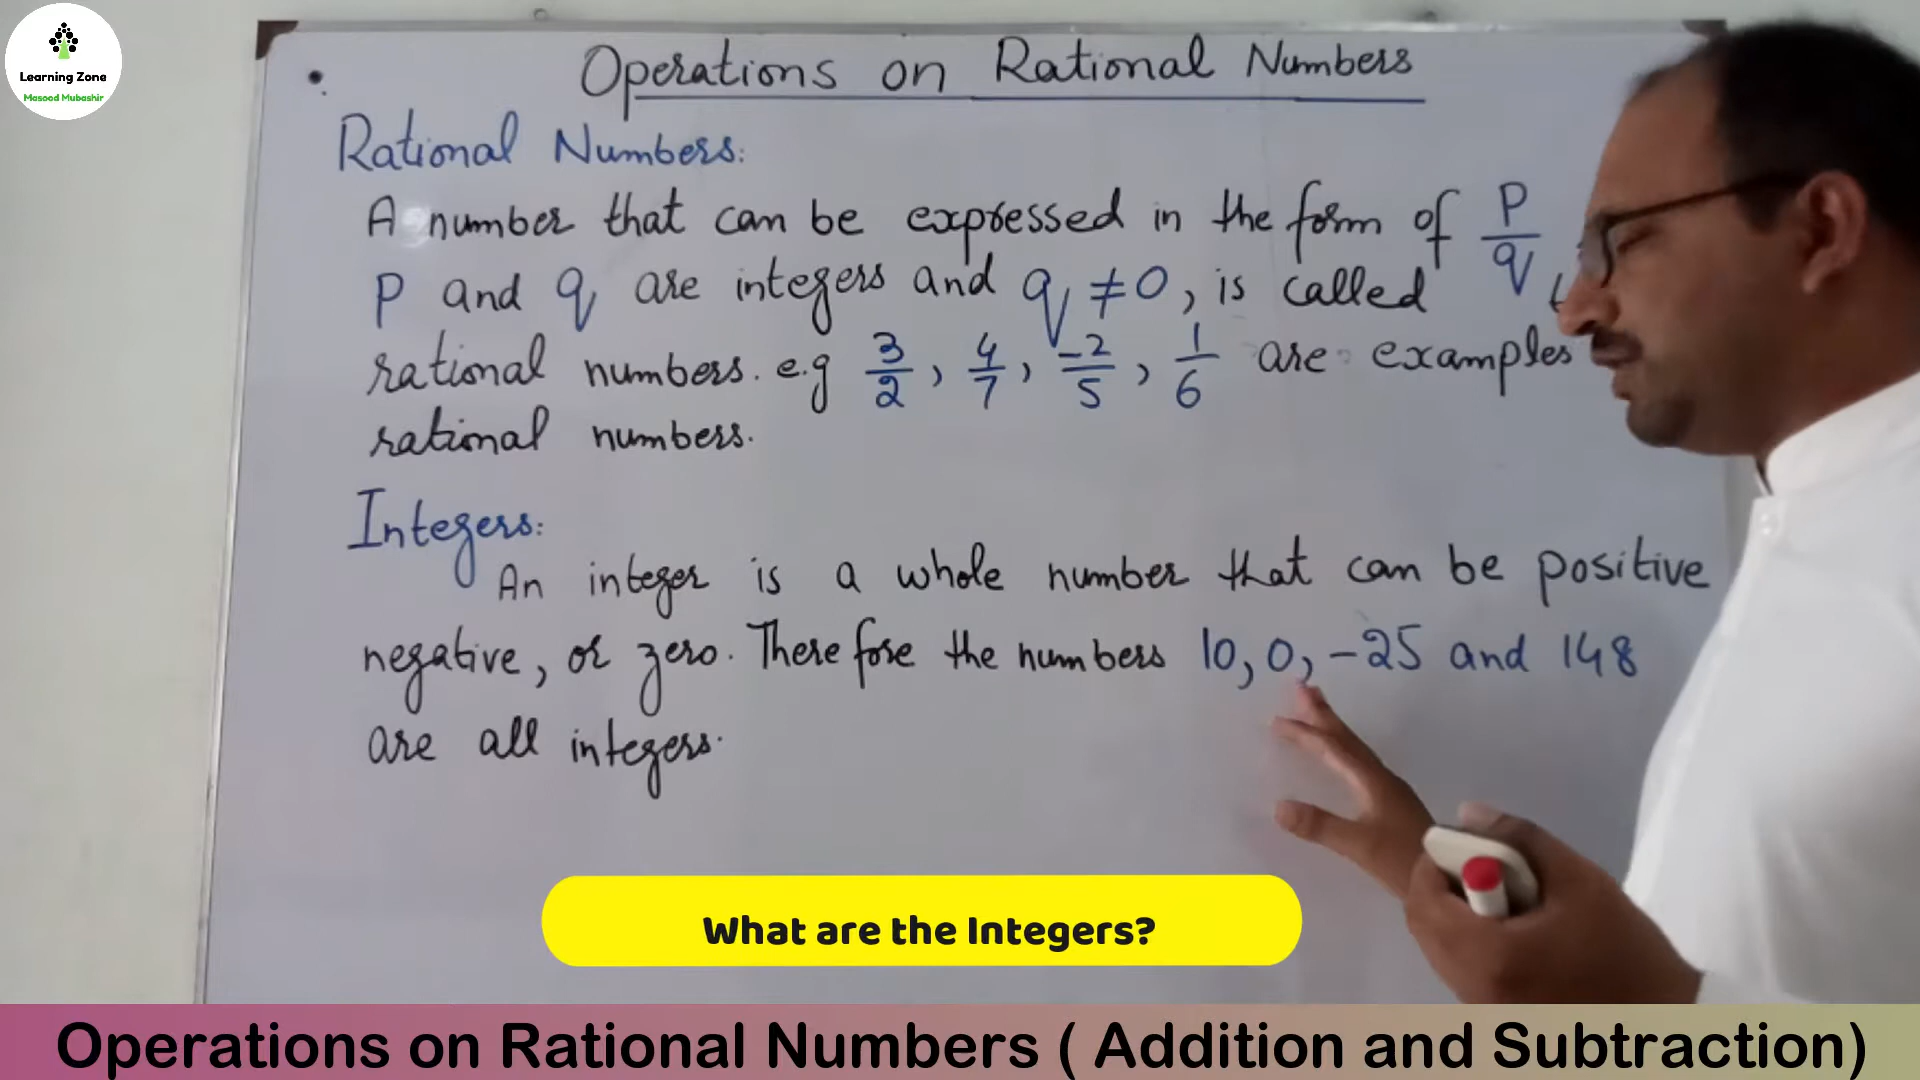 Learning Zone
Masood Mubashir
Operations on Rational Numbers
Rational Numbers:
A number that can be expressed in the form of P/q
P and q are integers and q ≠ 0, is called
rational numbers. e.g 3/2, 4/7, -2/5, 1/6 are examples
rational numbers.
Integers:
An integer is a whole number that can be positive
negative, or zero. Therefore the numbers 10, 0, -25 and 148
are all integers.
What are the Integers?
Operations on Rational Numbers ( Addition and Subtraction)